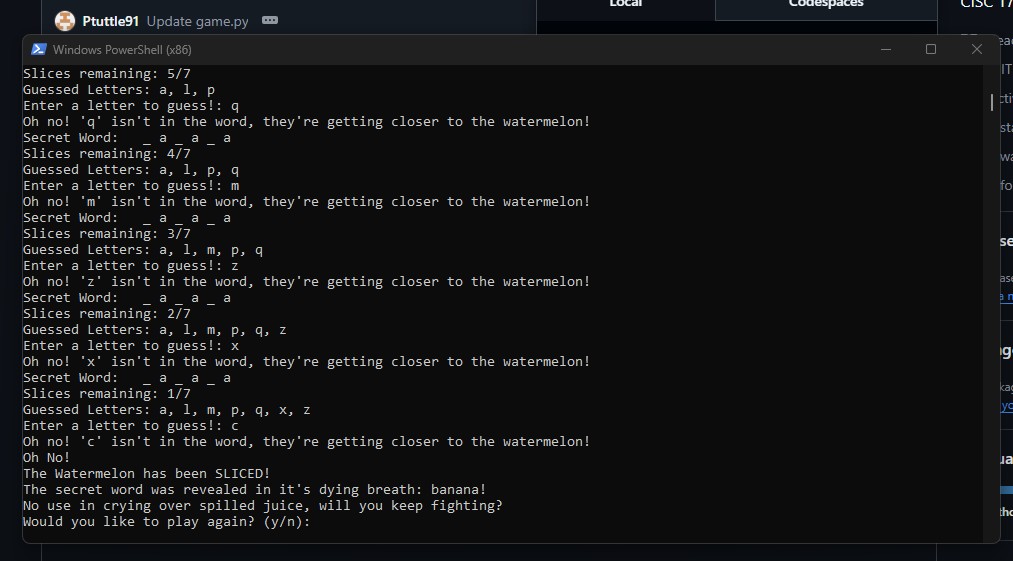 Local
Codespaces
CISC 17
Ptuttle91 Update game.py
Windows PowerShell (x86)
Slices remaining: 5/7
Guessed Letters: a, l, p
Enter a letter to guess!: q
Oh no! 'q' isn't in the word, they're getting closer to the watermelon!
Secret Word:   _ a _ a _ a
Slices remaining: 4/7
Guessed Letters: a, l, p, q
Enter a letter to guess!: m
Oh no! 'm' isn't in the word, they're getting closer to the watermelon!
Secret Word:   _ a _ a _ a
Slices remaining: 3/7
Guessed Letters: a, l, m, p, q
Enter a letter to guess!: z
Oh no! 'z' isn't in the word, they're getting closer to the watermelon!
Secret Word:   _ a _ a _ a
Slices remaining: 2/7
Guessed Letters: a, l, m, p, q, z
Enter a letter to guess!: x
Oh no! 'x' isn't in the word, they're getting closer to the watermelon!
Secret Word:   _ a _ a _ a
Slices remaining: 1/7
Guessed Letters: a, l, m, p, q, x, z
Enter a letter to guess!: c
Oh no! 'c' isn't in the word, they're getting closer to the watermelon!
Oh No!
The Watermelon has been SLICED!
The secret word was revealed in it's dying breath: banana!
No use in crying over spilled juice, will you keep fighting?
Would you like to play again? (y/n):